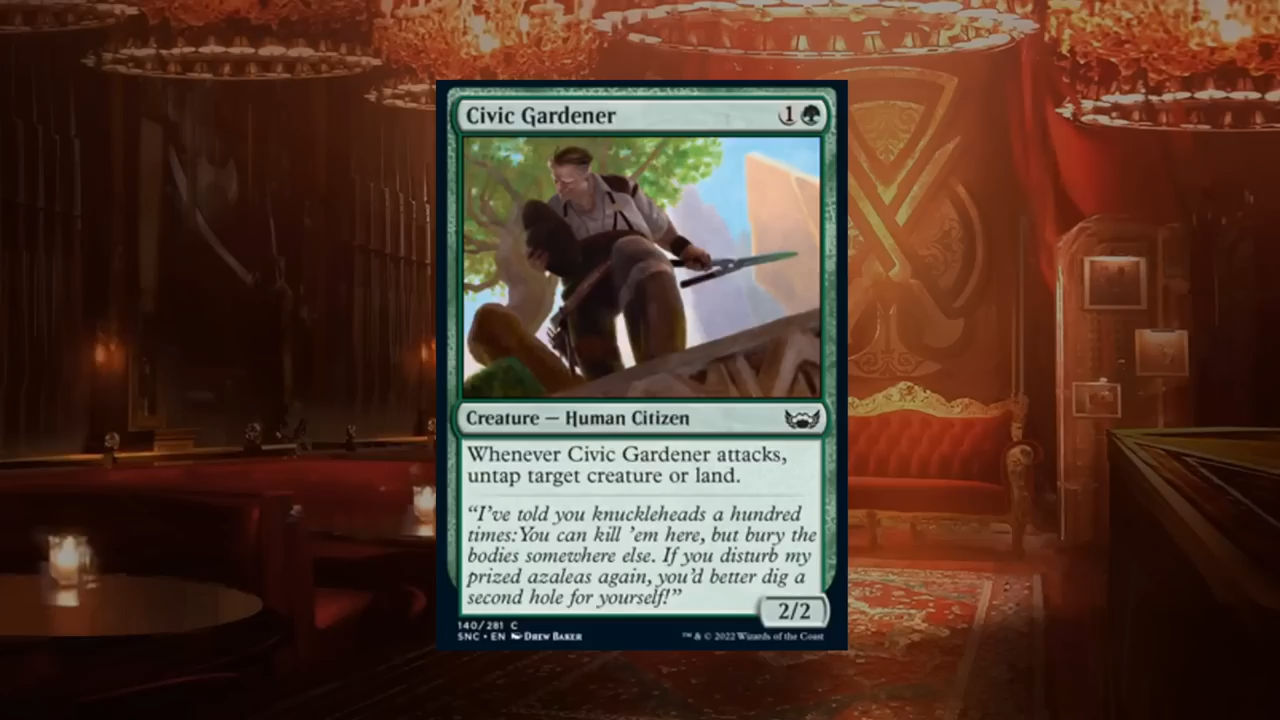 Civic Gardener 1
Creature — Human Citizen
Whenever Civic Gardener attacks,
untap target creature or land.
“I’ve told you knuckleheads a hundred
times:You can kill ’em here, but bury the
bodies somewhere else. If you disturb my
prized azaleas again, you’d better dig a
second hole for yourself!”
2/2
140/281 C
SNC • EN Drew Baker ™ & © 2022 Wizards of the Coast